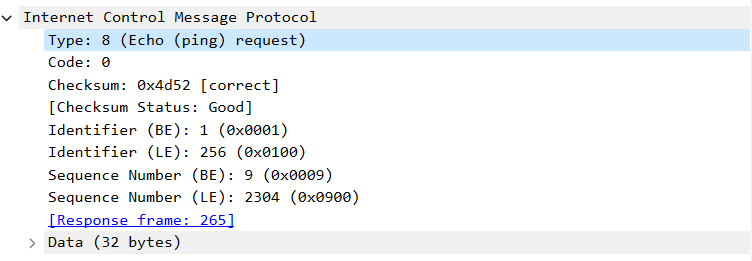 Internet Control Message Protocol
Type: 8 (Echo (ping) request)
Code: 0
Checksum: 0x4d52 [correct]
[Checksum Status: Good]
Identifier (BE): 1 (0x0001)
Identifier (LE): 256 (0x0100)
Sequence Number (BE): 9 (0x0009)
Sequence Number (LE): 2304 (0x0900)
[Response frame: 265]
Data (32 bytes)